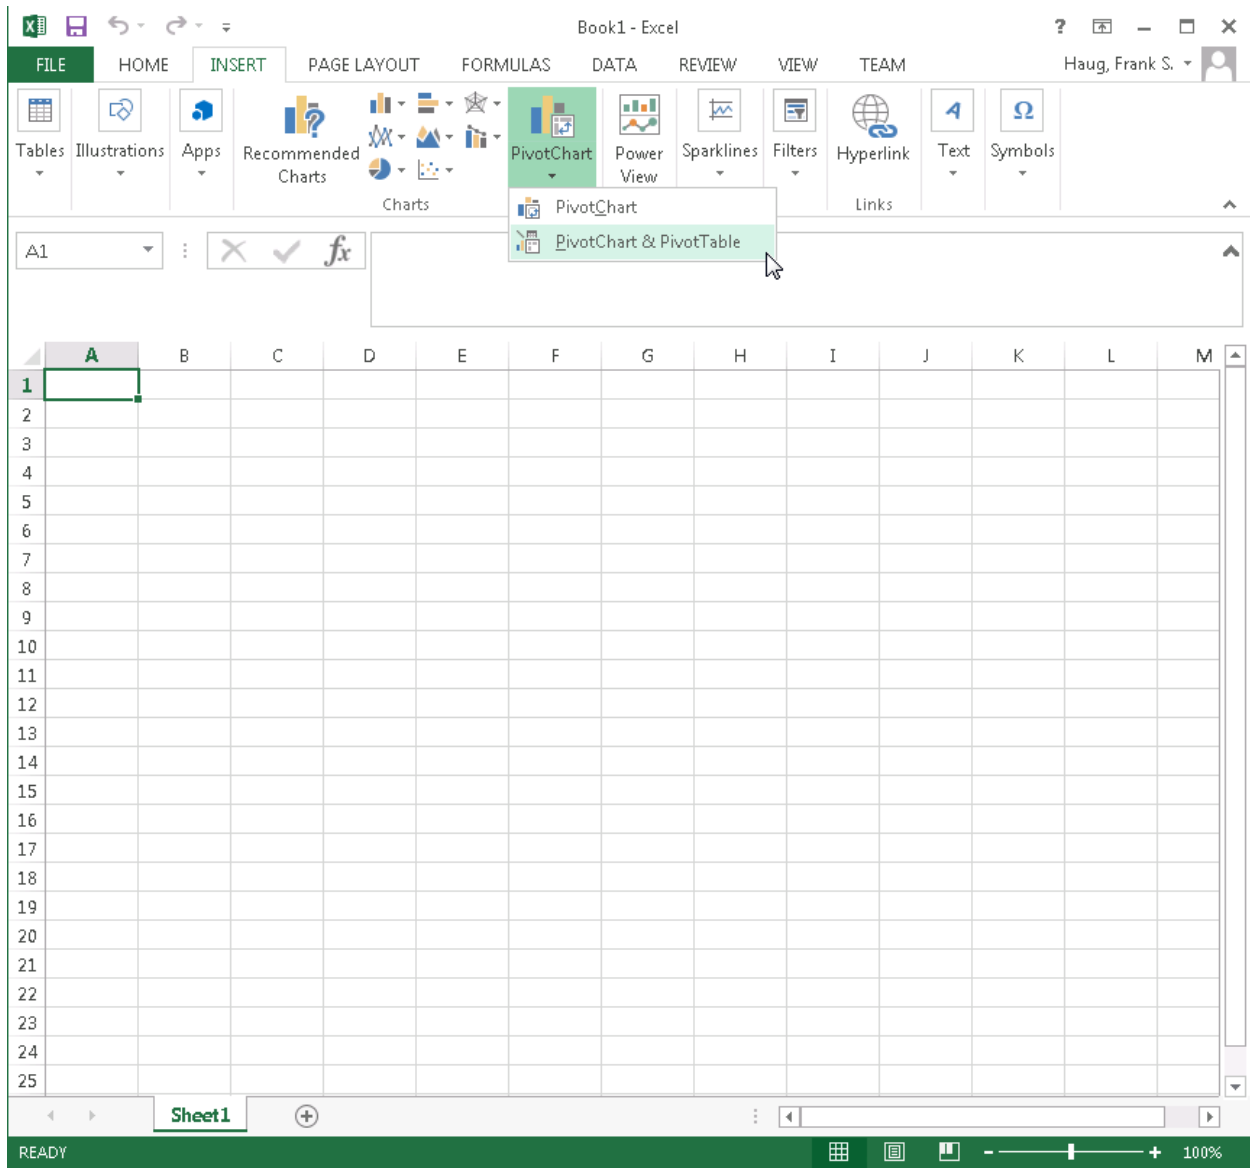 Book1 - Excel
?
FILE HOME INSERT PAGE LAYOUT FORMULAS DATA REVIEW VIEW TEAM Haug, Frank S.
Tables Illustrations Apps Recommended Charts PivotChart Power View Sparklines Filters Hyperlink Text Symbols
Charts Links
PivotChart
PivotChart & PivotTable
A1 fx
A B C D E F G H I J K L M
1
2
3
4
5
6
7
8
9
10
11
12
13
14
15
16
17
18
19
20
21
22
23
24
25
Sheet1
READY 100%